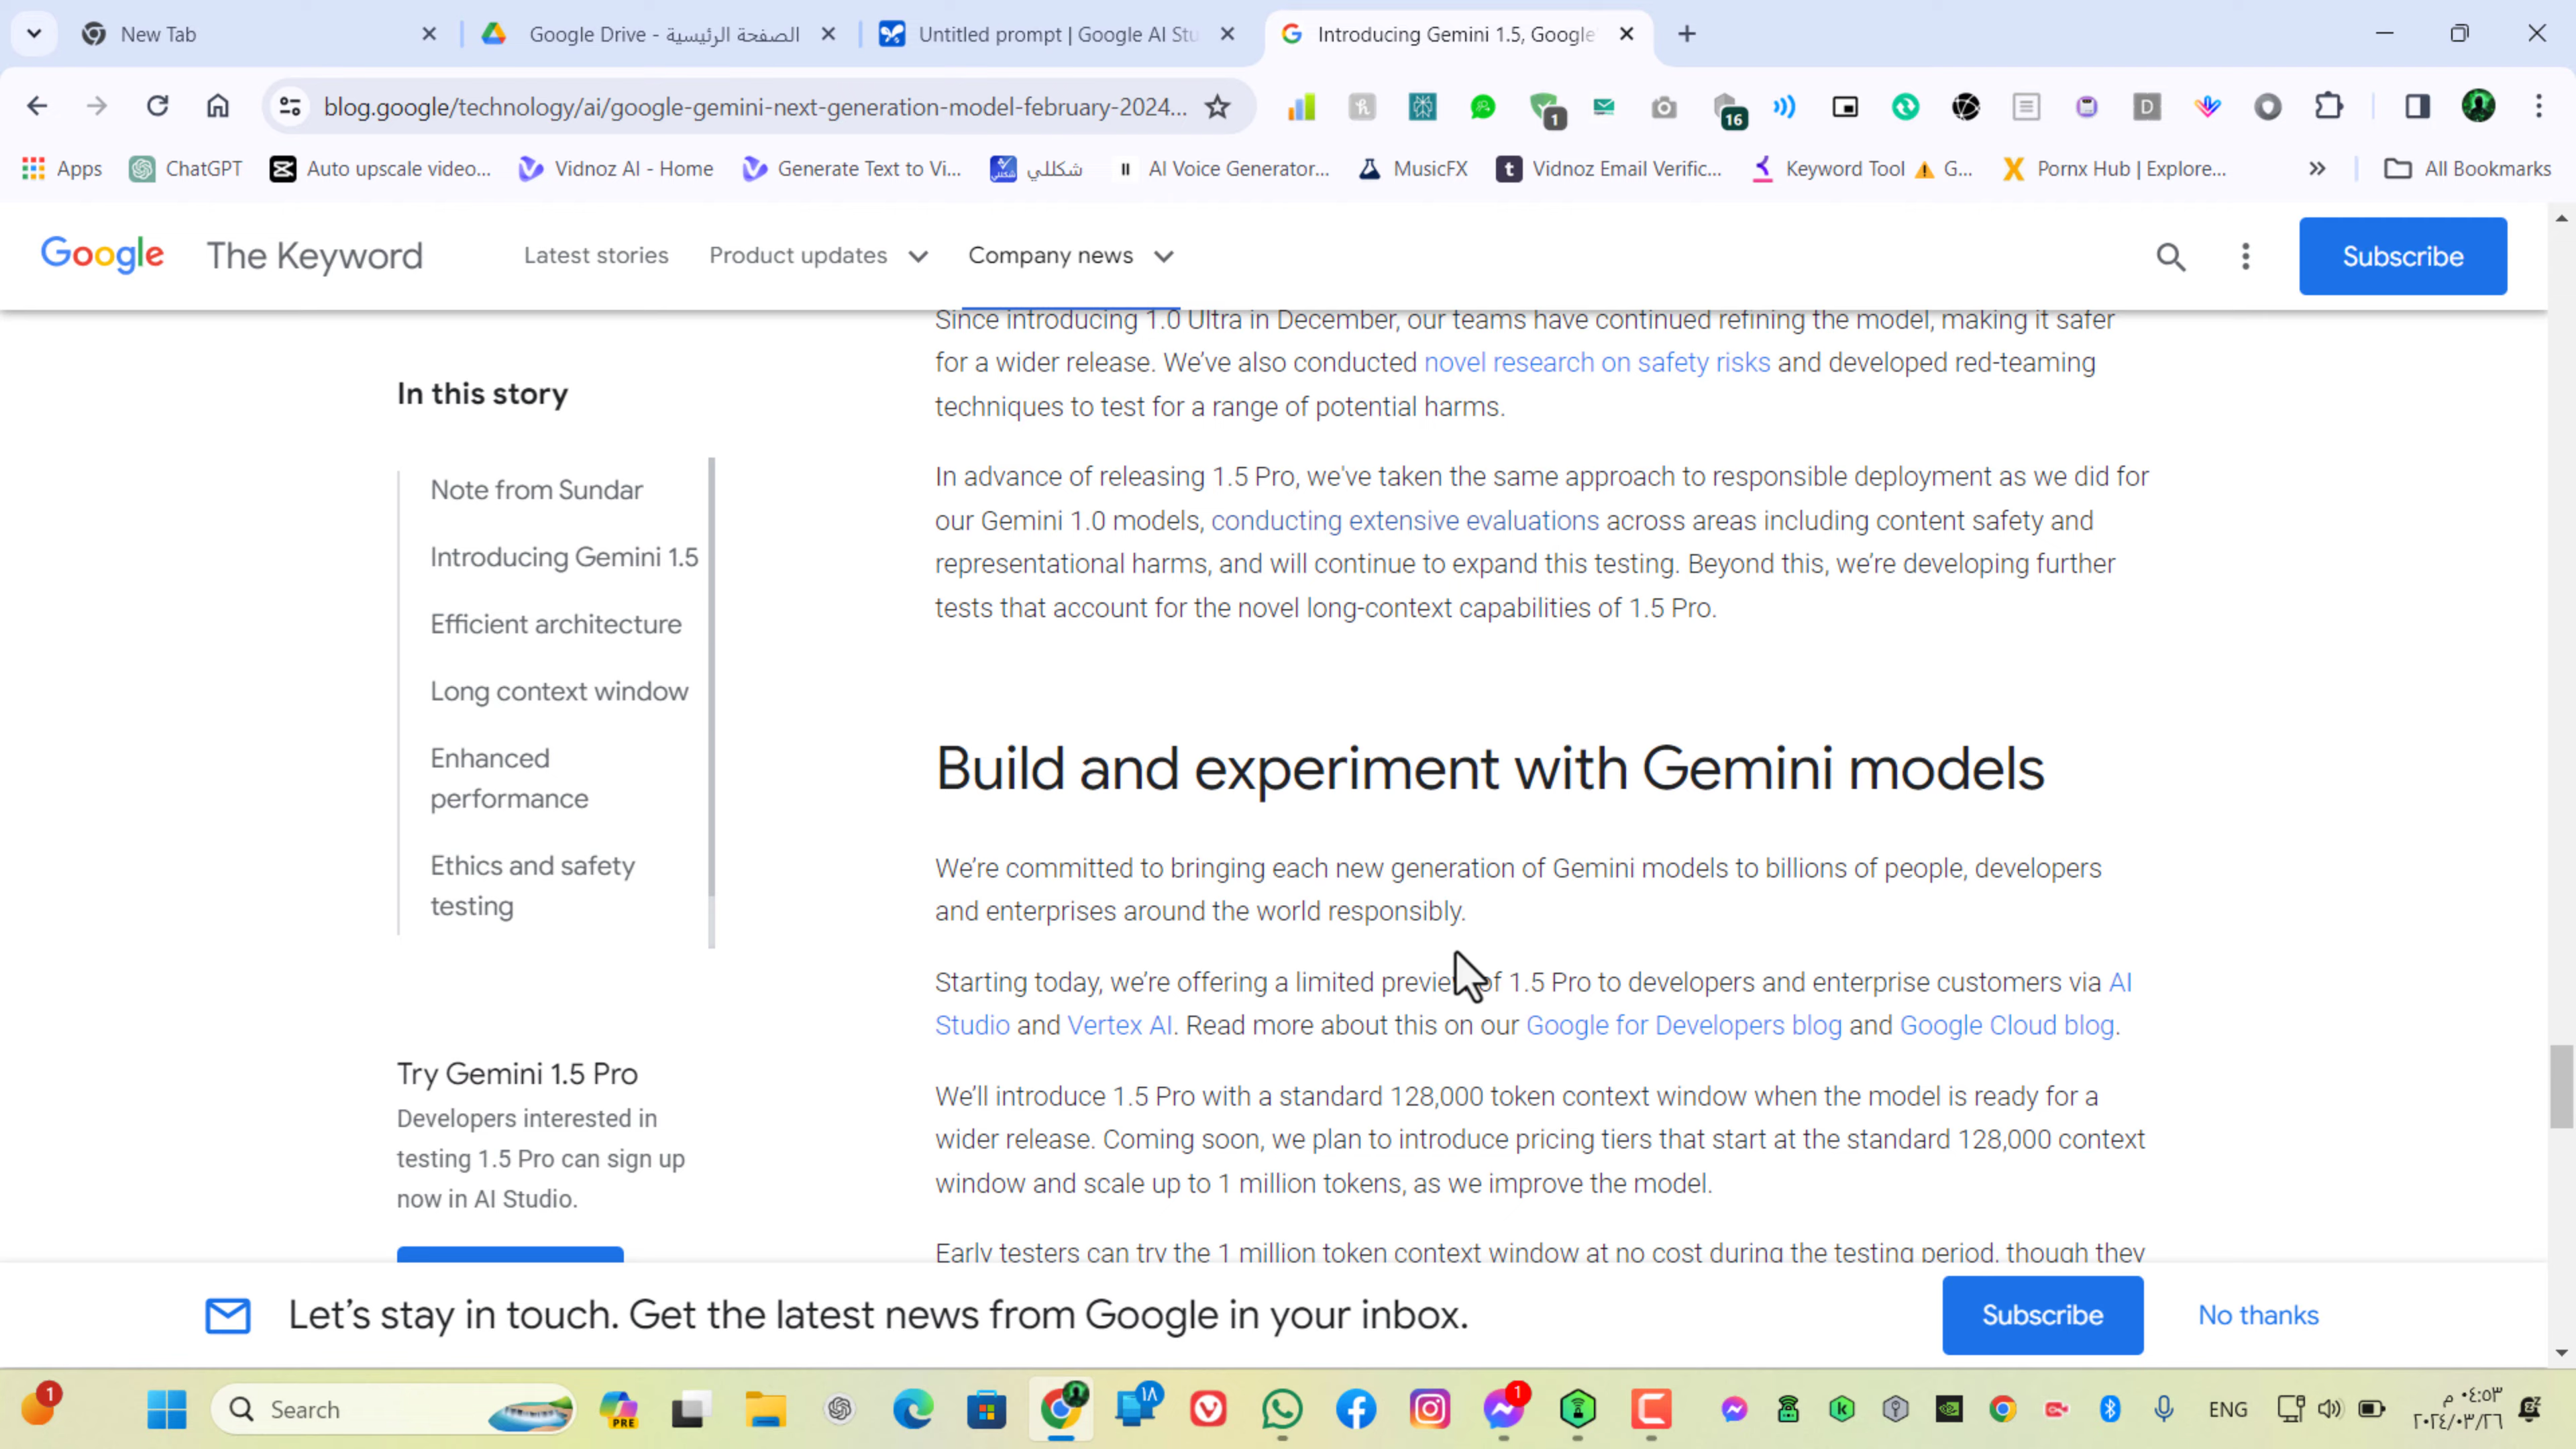 New Tab
Google Drive - الصفحة الرئيسية
Untitled prompt | Google AI Stu
Introducing Gemini 1.5, Google'
blog.google/technology/ai/google-gemini-next-generation-model-february-2024...
1
16
Apps
ChatGPT
Auto upscale video...
Vidnoz AI - Home
Generate Text to Vi...
شكللي
AI Voice Generator...
MusicFX
Vidnoz Email Verific...
Keyword Tool ⚠ G...
Pornx Hub | Explore...
All Bookmarks
Google The Keyword
Latest stories
Product updates
Company news
Subscribe
In this story
Note from Sundar
Introducing Gemini 1.5
Efficient architecture
Long context window
Enhanced
performance
Ethics and safety
testing
Try Gemini 1.5 Pro
Developers interested in
testing 1.5 Pro can sign up
now in AI Studio.
Since introducing 1.0 Ultra in December, our teams have continued refining the model, making it safer
for a wider release. We've also conducted novel research on safety risks and developed red-teaming
techniques to test for a range of potential harms.
In advance of releasing 1.5 Pro, we've taken the same approach to responsible deployment as we did for
our Gemini 1.0 models, conducting extensive evaluations across areas including content safety and
representational harms, and will continue to expand this testing. Beyond this, we're developing further
tests that account for the novel long-context capabilities of 1.5 Pro.
Build and experiment with Gemini models
We're committed to bringing each new generation of Gemini models to billions of people, developers
and enterprises around the world responsibly.
Starting today, we're offering a limited preview of 1.5 Pro to developers and enterprise customers via AI
Studio and Vertex AI. Read more about this on our Google for Developers blog and Google Cloud blog.
We'll introduce 1.5 Pro with a standard 128,000 token context window when the model is ready for a
wider release. Coming soon, we plan to introduce pricing tiers that start at the standard 128,000 context
window and scale up to 1 million tokens, as we improve the model.
Early testers can try the 1 million token context window at no cost during the testing period, though they
Let's stay in touch. Get the latest news from Google in your inbox.
Subscribe
No thanks
1
Search
PRE
١٨
1
ENG
٠٤:٥٣ م
٢٠٢٤/٠٣/٢٦